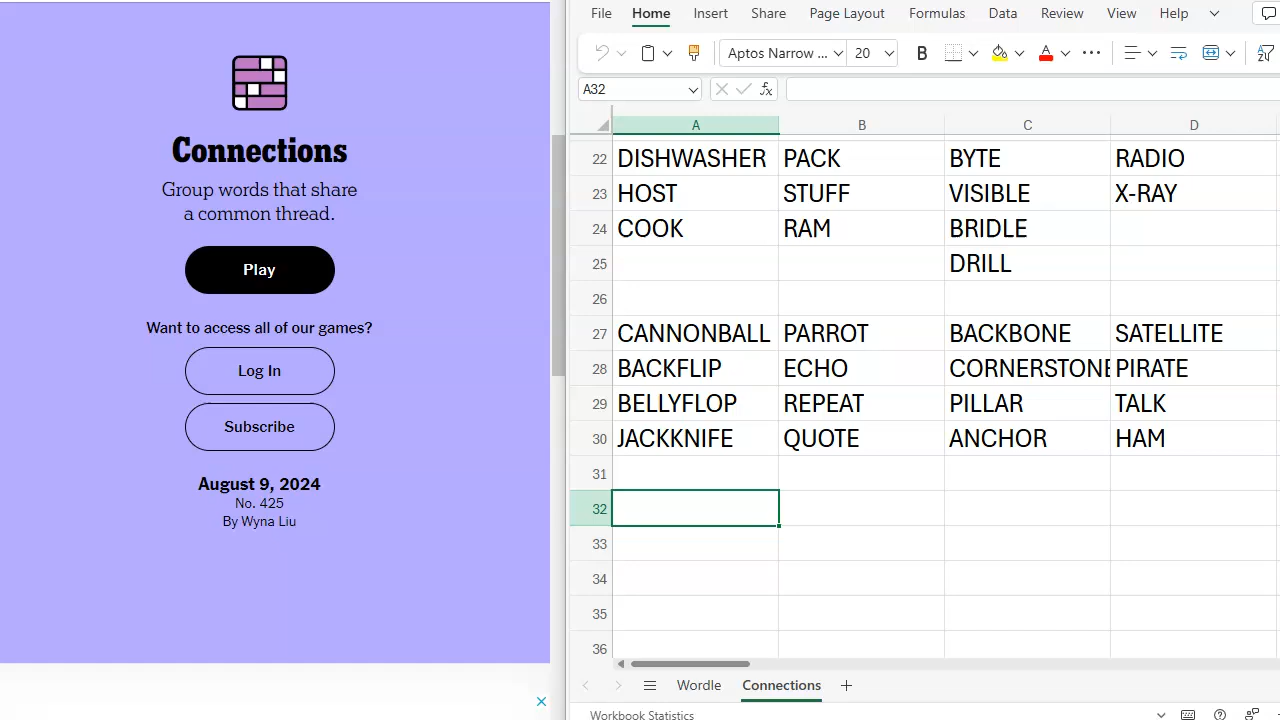 Connections
Group words that share
a common thread.
Play
Want to access all of our games?
Log In
Subscribe
August 9, 2024
No. 425
By Wyna Liu
File Home Insert Share Page Layout Formulas Data Review View Help
Aptos Narrow ... 20 B A
A32 fx
A B C D
22 DISHWASHER PACK BYTE RADIO
23 HOST STUFF VISIBLE X-RAY
24 COOK RAM BRIDLE
25 DRILL
26
27 CANNONBALL PARROT BACKBONE SATELLITE
28 BACKFLIP ECHO CORNERSTONE PIRATE
29 BELLYFLOP REPEAT PILLAR TALK
30 JACKKNIFE QUOTE ANCHOR HAM
31
32
33
34
35
36
Wordle Connections +
Workbook Statistics